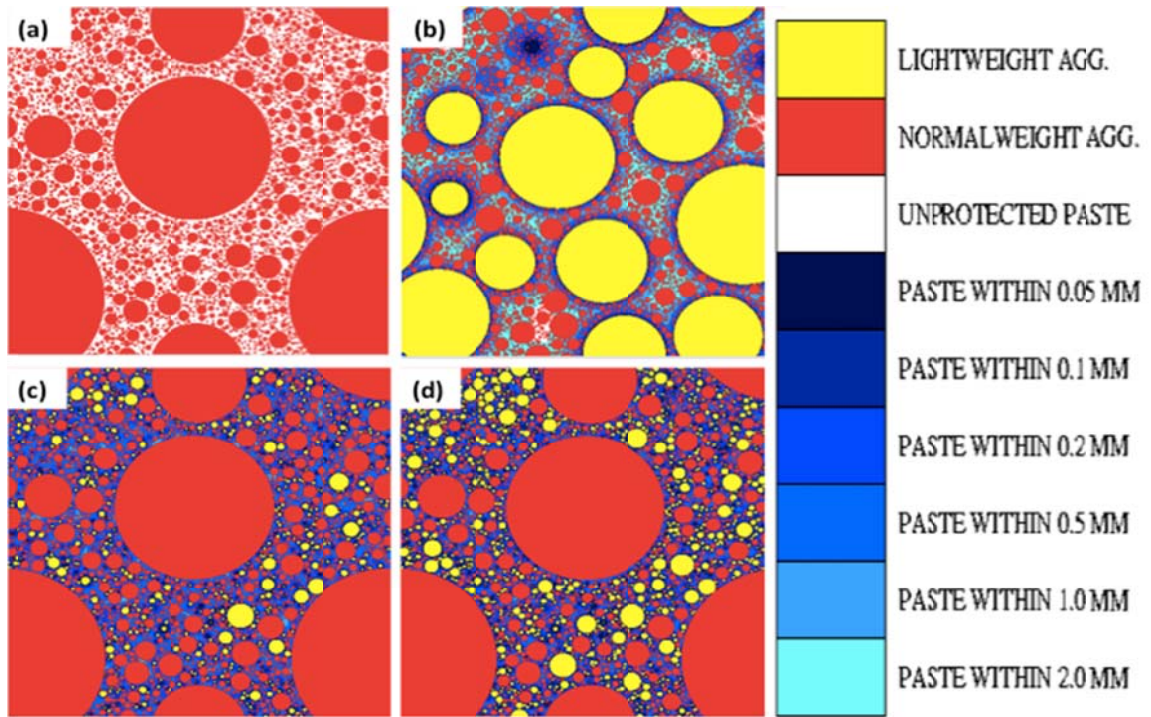 (a)
(b)
(c)
(d)
LIGHTWEIGHT AGG.
NORMALWEIGHT AGG.
UNPROTECTED PASTE
PASTE WITHIN 0.05 MM
PASTE WITHIN 0.1 MM
PASTE WITHIN 0.2 MM
PASTE WITHIN 0.5 MM
PASTE WITHIN 1.0 MM
PASTE WITHIN 2.0 MM